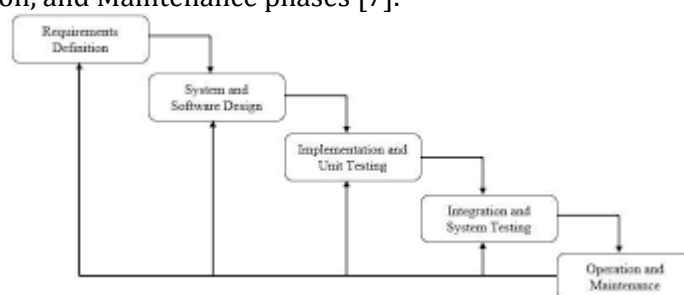 on, and Maintenance phases [7].
Requirements
Definition
System and
Software Design
Implementation and
Unit Testing
Integration and
System Testing
Operation and
Maintenance